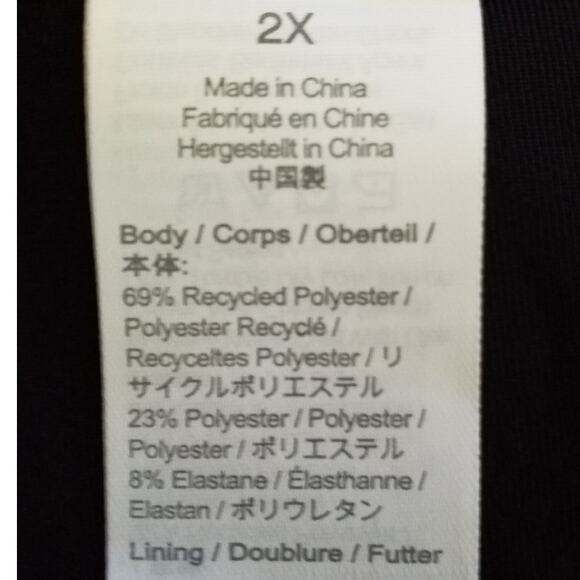 2X
Made in China
Fabriqué en Chine
Hergestellt in China
中国製
Body / Corps / Oberteil /
本体:
69% Recycled Polyester /
Polyester Recyclé /
Recyceltes Polyester / リ
サイクルポリエステル
23% Polyester / Polyester /
Polyester / ポリエステル
8% Elastane / Élasthanne /
Elastan / ポリウレタン
Lining / Doublure / Futter